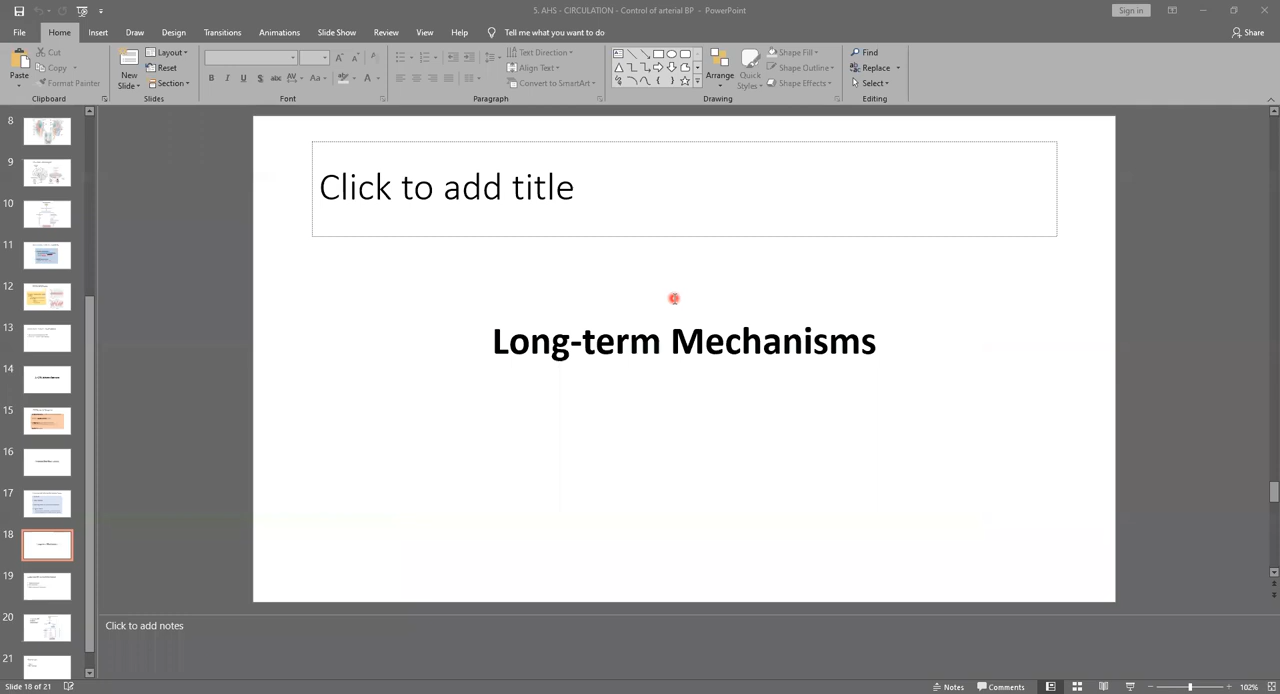 5. AHS - CIRCULATION - Control of arterial BP - PowerPoint
Sign in
File Home Insert Draw Design Transitions Animations Slide Show Review View Help Tell me what you want to do
Share
Paste
Cut
Copy
Format Painter
Clipboard
New Slide
Layout
Reset
Section
Slides
B I U S abc AV Aa
Font
Text Direction
Align Text
Convert to SmartArt
Paragraph
Arrange
Quick Styles
Shape Fill
Shape Outline
Shape Effects
Drawing
Find
Replace
Select
Editing
8
9
10
11
12
13
14
15
16
17
18
19
20
21
Click to add title
Long-term Mechanisms
Click to add notes
Slide 18 of 21
Notes
Comments
102%